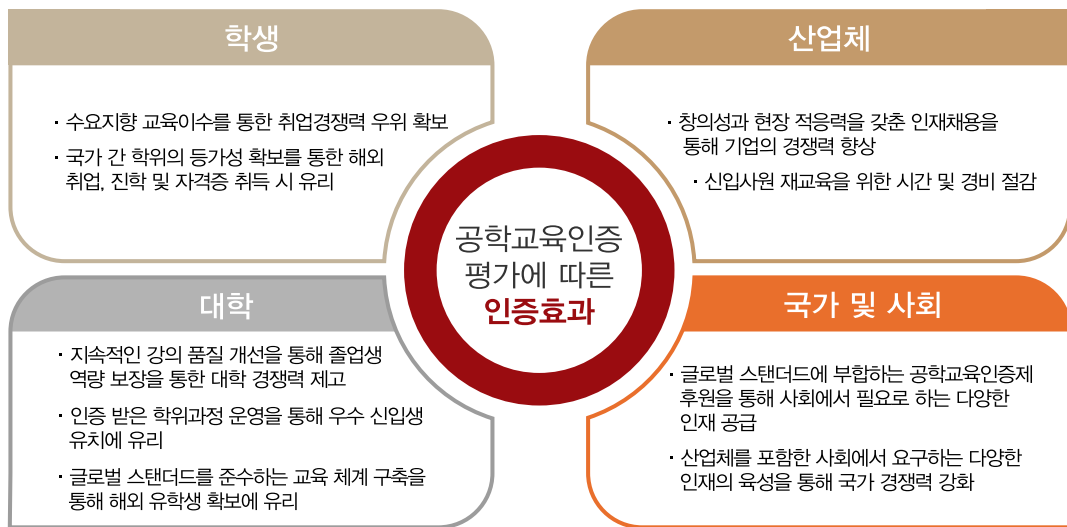 학생
· 수요지향 교육이수를 통한 취업경쟁력 우위 확보
· 국가 간 학위의 등가성 확보를 통한 해외
취업, 진학 및 자격증 취득 시 유리
산업체
· 창의성과 현장 적응력을 갖춘 인재채용을
통해 기업의 경쟁력 향상
· 신입사원 재교육을 위한 시간 및 경비 절감
공학교육인증
평가에 따른
인증효과
대학
· 지속적인 강의 품질 개선을 통해 졸업생
역량 보장을 통한 대학 경쟁력 제고
· 인증 받은 학위과정 운영을 통해 우수 신입생
유치에 유리
· 글로벌 스탠더드를 준수하는 교육 체계 구축을
통해 해외 유학생 확보에 유리
국가 및 사회
· 글로벌 스탠더드에 부합하는 공학교육인증제
후원을 통해 사회에서 필요로 하는 다양한
인재 공급
· 산업체를 포함한 사회에서 요구하는 다양한
인재의 육성을 통해 국가 경쟁력 강화